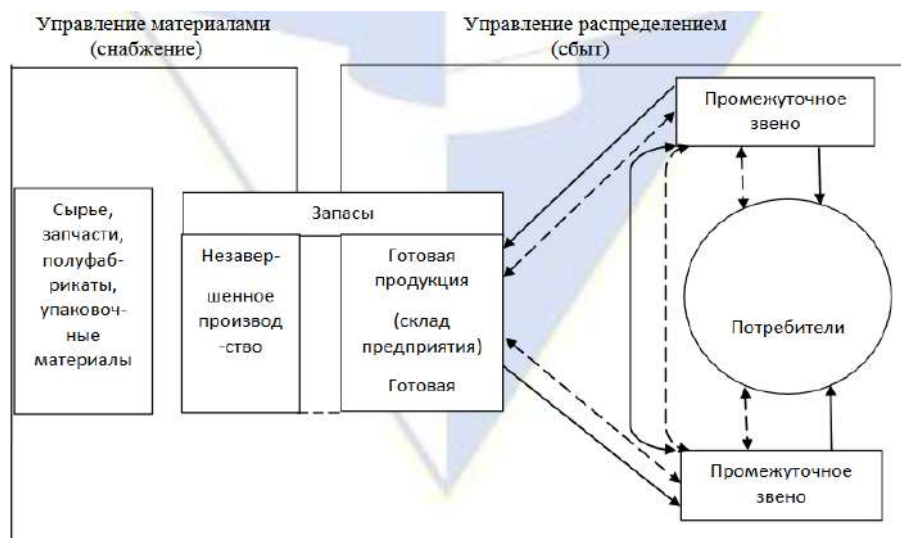 Управление материалами
(снабжение)
Управление распределением
(сбыт)
Промежуточное
звено
Сырье,
запчасти,
полуфаб-
рикаты,
упаковоч-
ные
материалы
Запасы
Незавер-
шенное
производ
-ство
Готовая
продукция
(склад
предприятия)
Готовая
Потребители
Промежуточное
звено